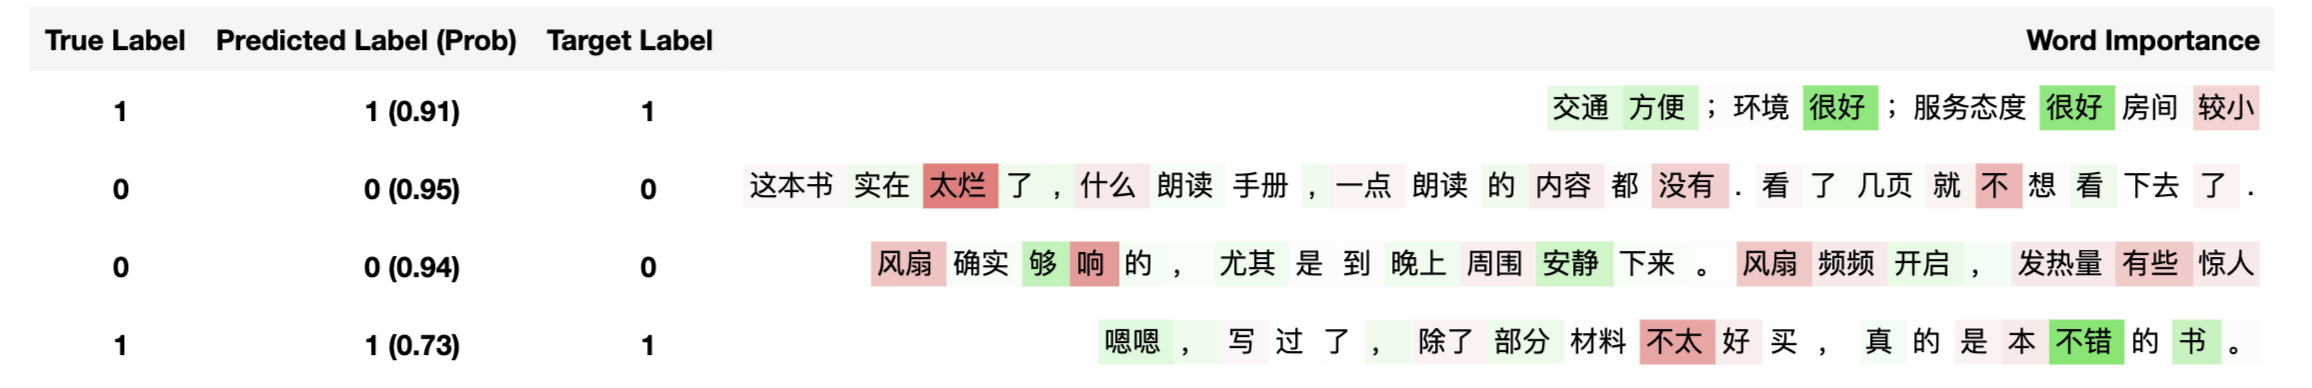 True Label Predicted Label (Prob) Target Label Word Importance
1 1 (0.91) 1 交通 方便 ; 环境 很好 ; 服务态度 很好 房间 较小
0 0 (0.95) 0 这本书 实在 太烂 了 , 什么 朗读 手册 , 一点 朗读 的 内容 都 没有 . 看 了 几页 就 不 想 看 下去 了 .
0 0 (0.94) 0 风扇 确实 够 响 的 , 尤其 是 到 晚上 周围 安静 下来 。 风扇 频频 开启 , 发热量 有些 惊人
1 1 (0.73) 1 嗯嗯 , 写 过 了 , 除了 部分 材料 不太 好 买 , 真 的 是 本 不错 的 书 。